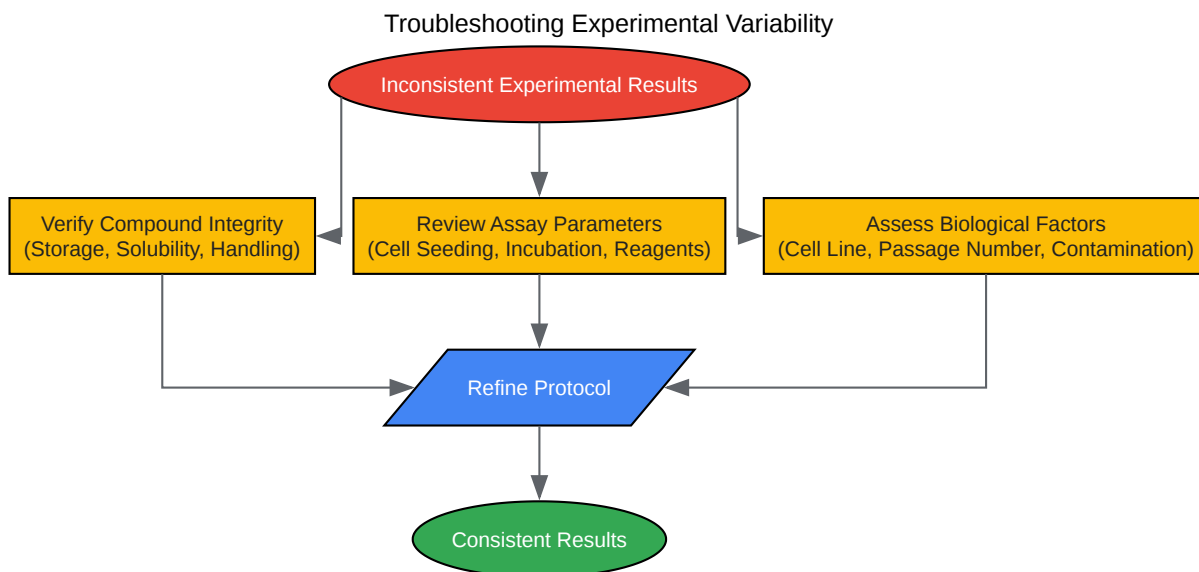 Troubleshooting Experimental Variability
Inconsistent Experimental Results
Verify Compound Integrity
(Storage, Solubility, Handling)
Review Assay Parameters
(Cell Seeding, Incubation, Reagents)
Assess Biological Factors
(Cell Line, Passage Number, Contamination)
Refine Protocol
Consistent Results